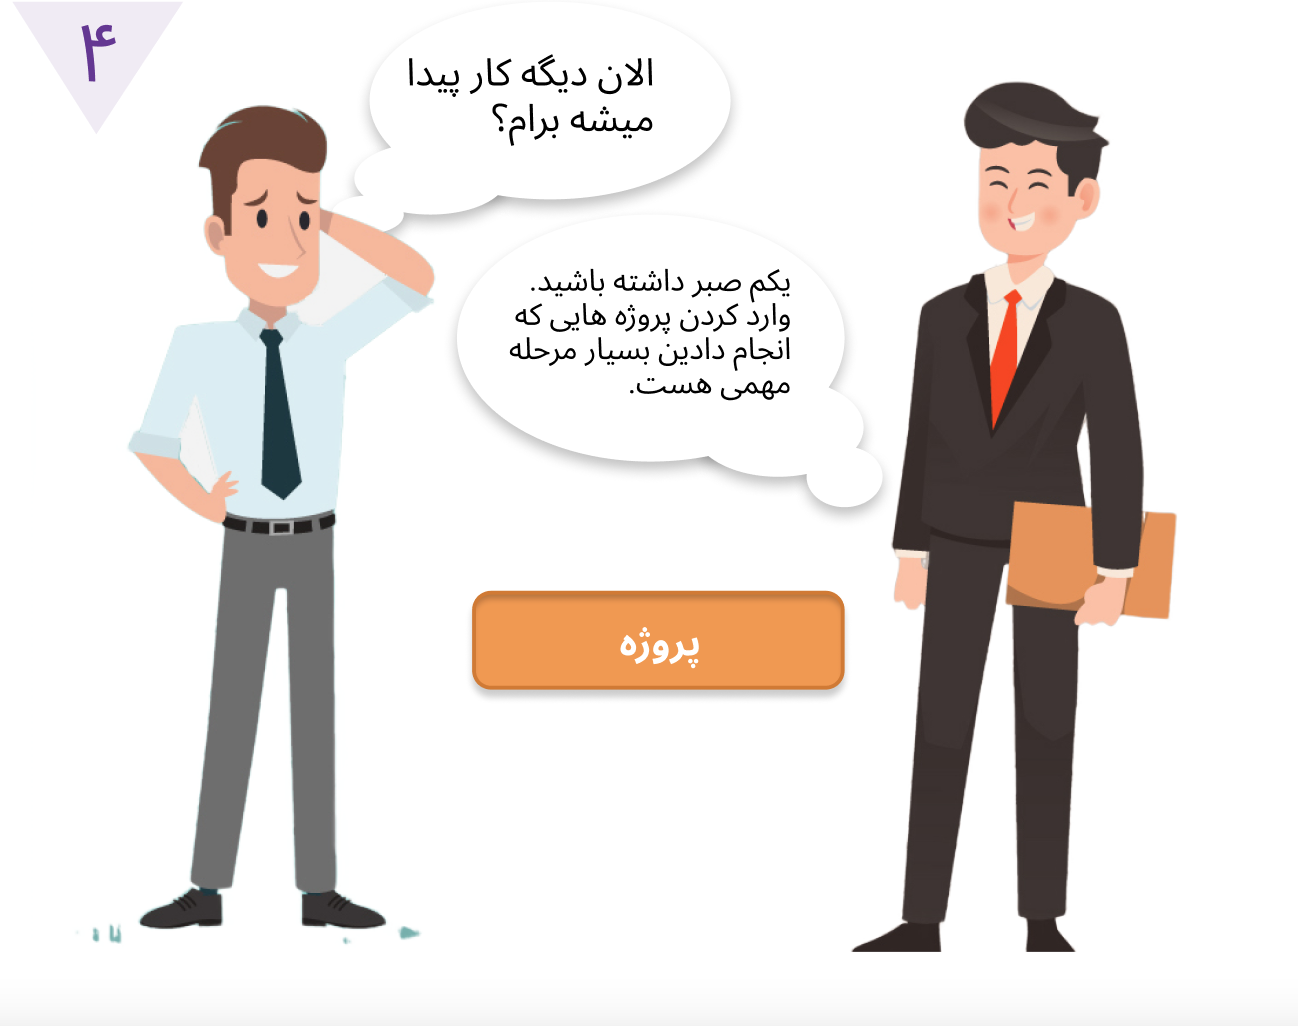 ۴
الان دیگه کار پیدا
میشه برام؟
یکم صبر داشته باشید.
وارد کردن پروژه هایی که
انجام دادین بسیار مرحله
مهمی هست.
پروژه